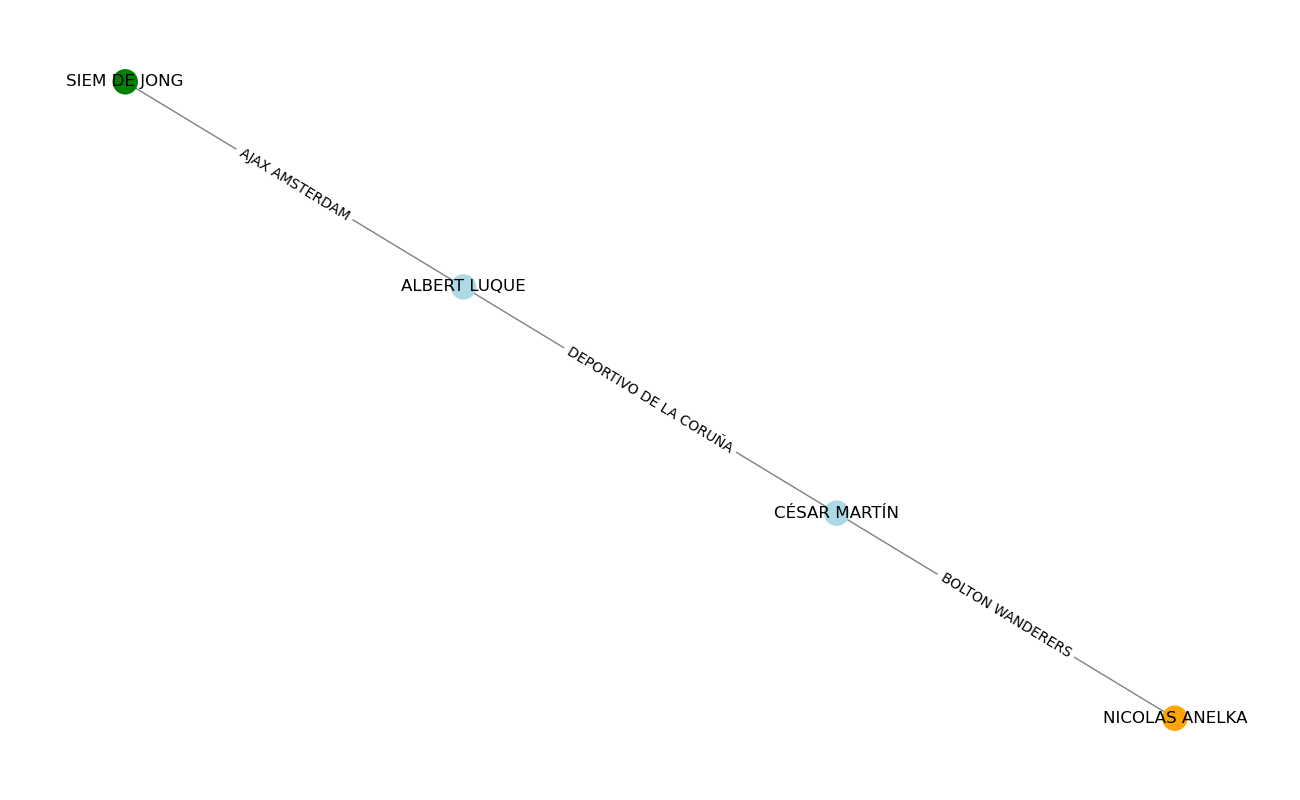 SIEM DE JONG
AJAX AMSTERDAM
ALBERT LUQUE
DEPORTIVO DE LA CORUÑA
CÉSAR MARTÍN
BOLTON WANDERERS
NICOLAS ANELKA